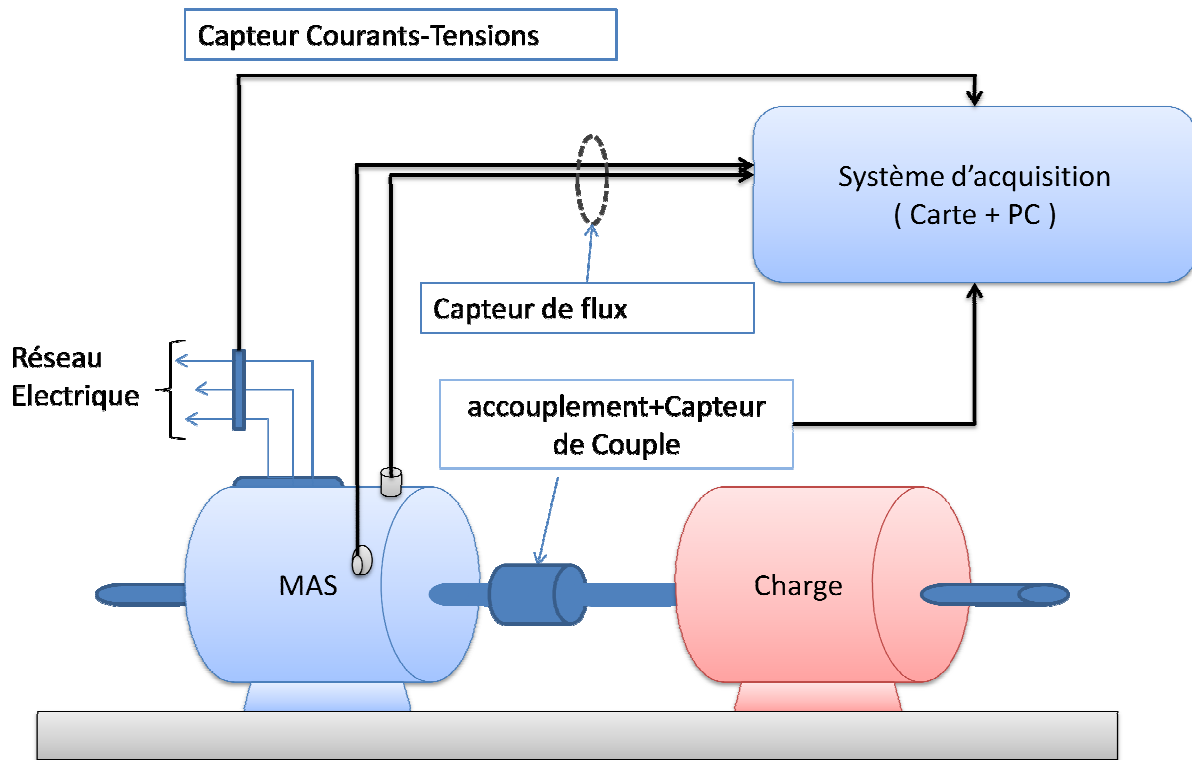 Capteur Courants-Tensions
Système d'acquisition
( Carte + PC )
Capteur de flux
Réseau
Electrique
accouplement+Capteur
de Couple
MAS
Charge